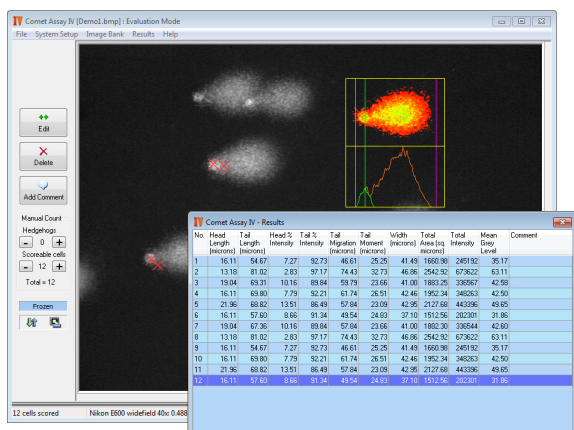 Comet Assay IV [Demo1.bmp] : Evaluation Mode
File System Setup Image Bank Results Help
Edit
Delete
Add Comment
Manual Count
Hedgehogs
- 0 +
Scoreable cells
- 12 +
Total = 12
Frozen
12 cells scored Nikon E600 widefield 40x 0.488
Comet Assay IV - Results
No. Head Length (microns) Tail Length (microns) Head % Intensity Tail % Intensity Tail Migration (microns) Tail Moment (microns) Width (microns) Total Area (sq. microns) Total Intensity Mean Grey Level Comment
1 16.11 54.67 7.27 92.73 46.61 25.25 41.49 1660.98 245192 35.17
2 13.18 81.02 2.83 97.17 74.43 32.73 46.86 2542.92 673622 63.11
3 19.04 69.31 10.16 89.84 59.79 23.66 41.00 1883.25 336567 42.58
4 16.11 69.80 7.79 92.21 61.74 26.51 42.46 1952.34 348263 42.50
5 21.96 68.82 13.51 86.49 57.84 23.09 42.95 2127.68 443396 49.65
6 16.11 57.60 8.66 91.34 49.54 24.83 37.10 1512.56 202301 31.86
7 19.04 67.36 10.16 89.84 57.84 23.66 41.00 1882.30 336544 42.60
8 13.18 81.02 2.83 97.17 74.43 32.73 46.86 2542.92 673622 63.11
9 16.11 54.67 7.27 92.73 46.61 25.25 41.49 1660.98 245192 35.17
10 16.11 69.80 7.79 92.21 61.74 26.51 42.46 1952.34 348263 42.50
11 21.96 68.82 13.51 86.49 57.84 23.09 42.95 2127.68 443396 49.65
12 16.11 57.60 8.66 91.34 49.54 24.83 37.10 1512.56 202301 31.86